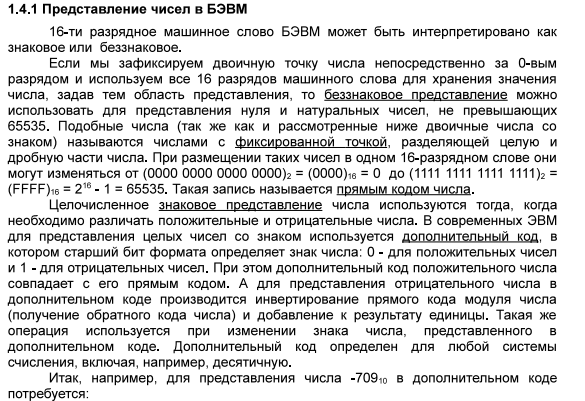 1.4.1 Представление чисел в БЭВМ
16-ти разрядное машинное слово БЭВМ может быть интерпретировано как
знаковое или беззнаковое.
Если мы зафиксируем двоичную точку числа непосредственно за 0-вым
разрядом и используем все 16 разрядов машинного слова для хранения значения
числа, задав тем область представления, то беззнаковое представление можно
использовать для представления нуля и натуральных чисел, не превышающих
65535. Подобные числа (так же как и рассмотренные ниже двоичные числа со
знаком) называются числами с фиксированной точкой, разделяющей целую и
дробную части числа. При размещении таких чисел в одном 16-разрядном слове они
могут изменяться от (0000 0000 0000 0000)₂ = (0000)₁₆ = 0 до (1111 1111 1111 1111)₂ =
(FFFF)₁₆ = 2¹⁶ - 1 = 65535. Такая запись называется прямым кодом числа.
Целочисленное знаковое представление числа используются тогда, когда
необходимо различать положительные и отрицательные числа. В современных ЭВМ
для представления целых чисел со знаком используется дополнительный код, в
котором старший бит формата определяет знак числа: 0 - для положительных чисел
и 1 - для отрицательных чисел. При этом дополнительный код положительного числа
совпадает с его прямым кодом. А для представления отрицательного числа в
дополнительном коде производится инвертирование прямого кода модуля числа
(получение обратного кода числа) и добавление к результату единицы. Такая же
операция используется при изменении знака числа, представленного в
дополнительном коде. Дополнительный код определен для любой системы
счисления, включая, например, десятичную.
Итак, например, для представления числа -709₁₀ в дополнительном коде
потребуется: